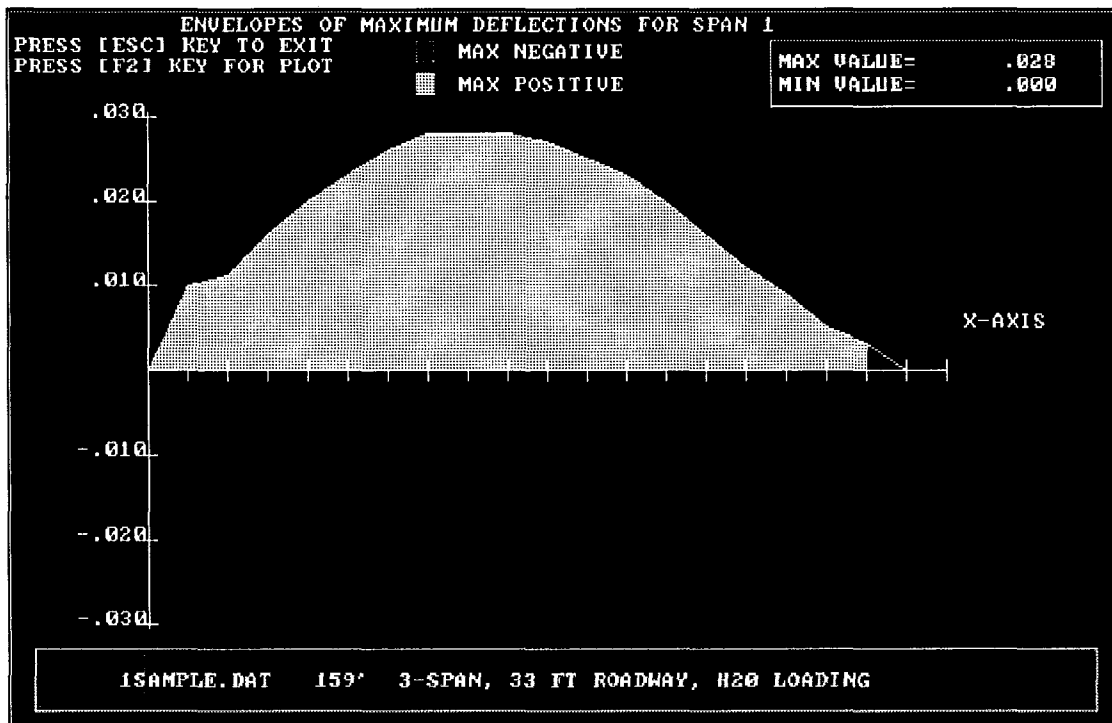 ENVELOPES OF MAXIMUM DEFLECTIONS FOR SPAN 1
PRESS [ESC] KEY TO EXIT
PRESS [F2] KEY FOR PLOT
MAX NEGATIVE
MAX POSITIVE
MAX VALUE= .028
MIN VALUE= .000
.030
.020
.010
X-AXIS
-.010
-.020
-.030
1SAMPLE.DAT 159' 3-SPAN, 33 FT ROADWAY, H20 LOADING